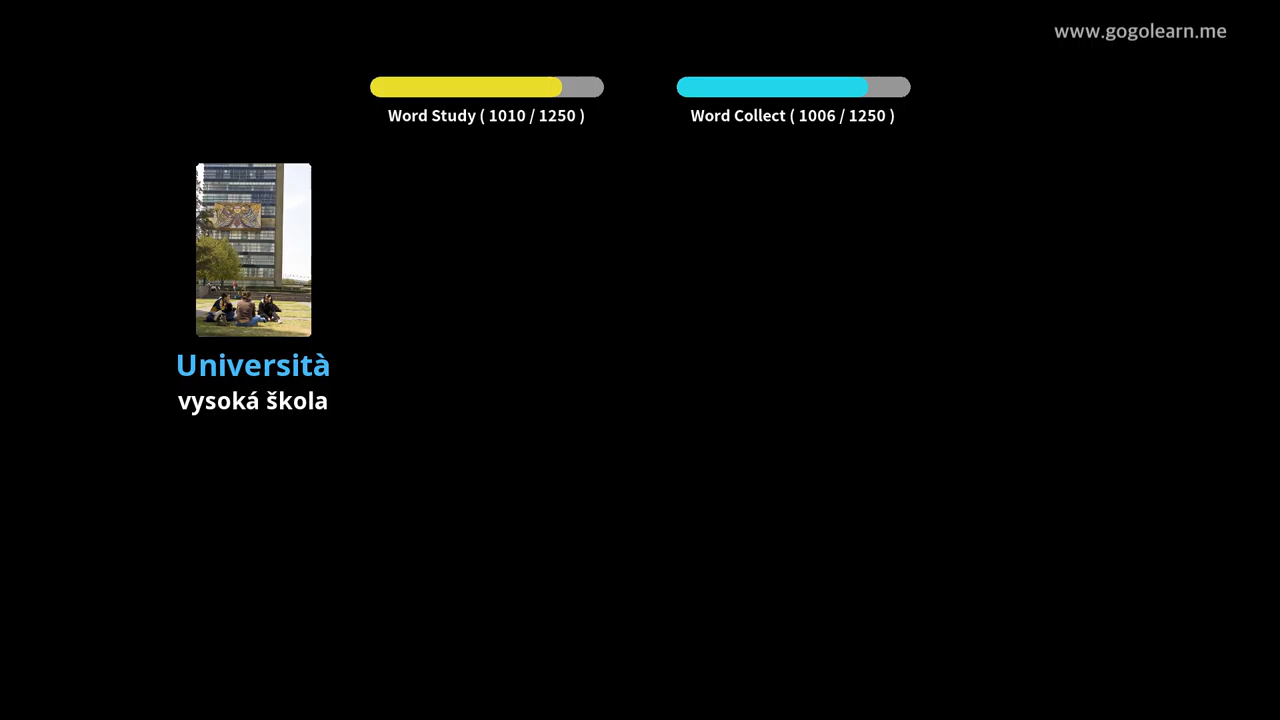 www.gogolearn.me
Word Study ( 1010 / 1250 )
Word Collect ( 1006 / 1250 )
Università
vysoká škola